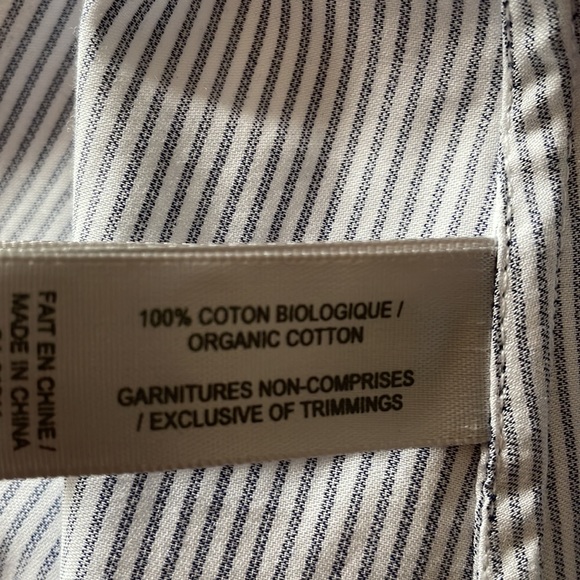 100% COTON BIOLOGIQUE /
ORGANIC COTTON
GARNITURES NON-COMPRISES
/ EXCLUSIVE OF TRIMMINGS
FAIT EN CHINE /
MADE IN CHINA